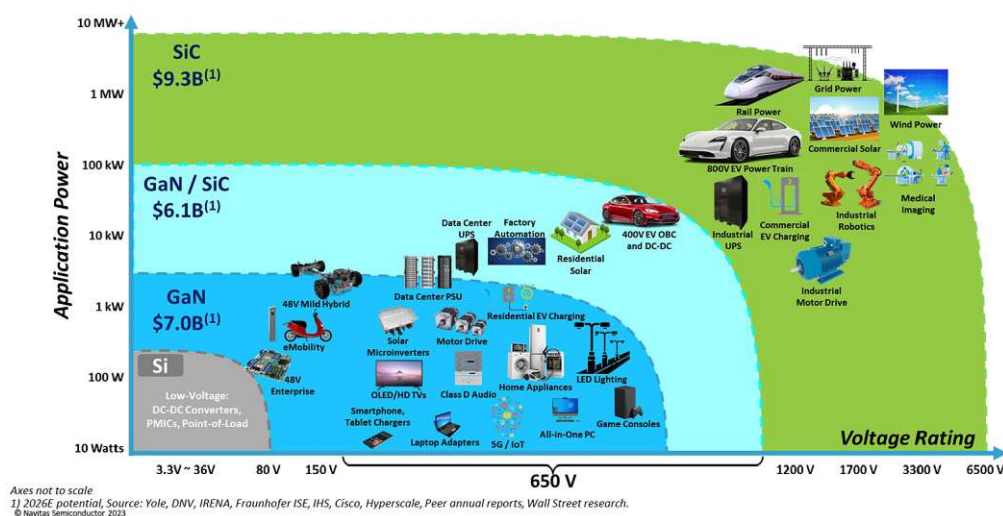 10 MW+
1 MW
100 kW
10 kW
1 kW
100 W
10 Watts
Application Power
SiC
$9.3B(1)
GaN / SiC
$6.1B(1)
GaN
$7.0B(1)
Si
Low-Voltage:
DC-DC Converters,
PMICs, Point-of-Load
Rail Power
Grid Power
Wind Power
Commercial Solar
800V EV Power Train
Medical
Imaging
Industrial
UPS
Commercial
EV Charging
Industrial
Robotics
Industrial
Motor Drive
Data Center
UPS
Factory
Automation
Residential
Solar
400V EV OBC
and DC-DC
48V Mild Hybrid
Data Center PSU
Residential EV Charging
eMobility
Solar
Microinverters
Motor Drive
48V
Enterprise
OLED/HD TVs
Class D Audio
Home Appliances
LED Lighting
Smartphone,
Tablet Chargers
Laptop Adapters
5G / IoT
All-in-One PC
Game Consoles
Voltage Rating
3.3V ~ 36V
80 V
150 V
650 V
1200 V
1700 V
3300 V
6500 V
Axes not to scale
1) 2026E potential, Source: Yole, DNV, IRENA, Fraunhofer ISE, IHS, Cisco, Hyperscale, Peer annual reports, Wall Street research.
© Navitas Semiconductor 2023